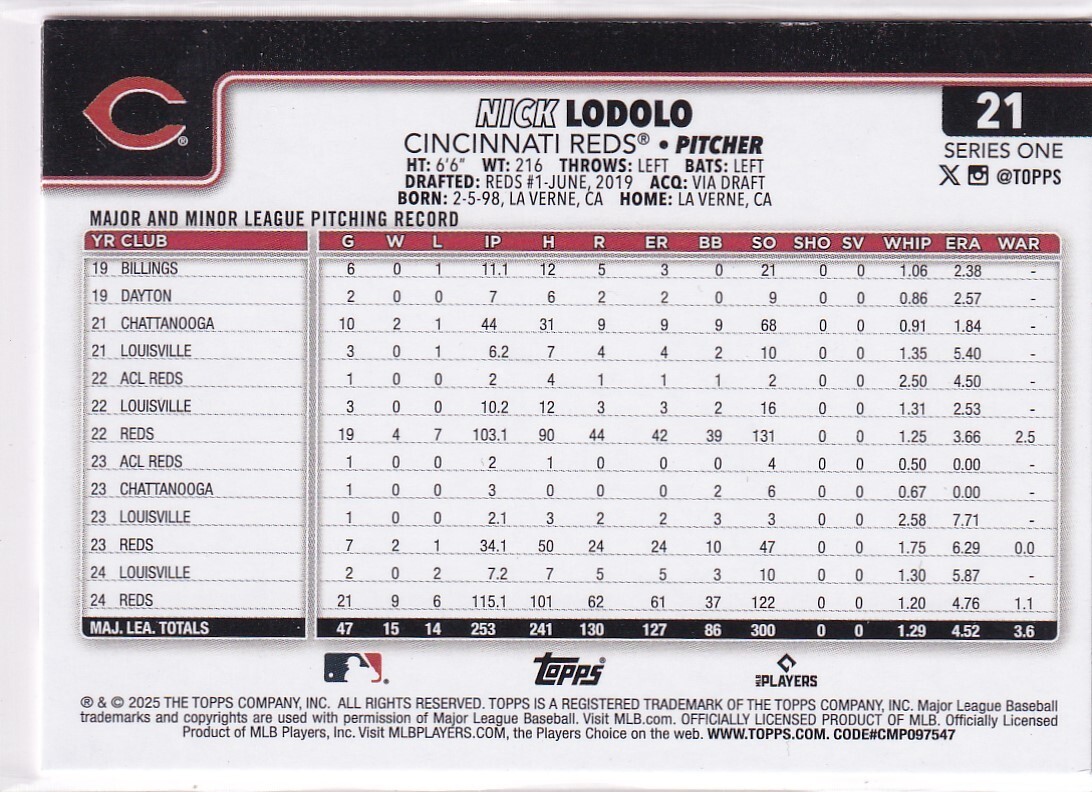 NICK LODOLO
CINCINNATI REDS® • PITCHER
HT: 6'6" WT: 216 THROWS: LEFT BATS: LEFT
DRAFTED: REDS #1-JUNE, 2019 ACQ: VIA DRAFT
BORN: 2-5-98, LA VERNE, CA HOME: LA VERNE, CA
21
SERIES ONE
X @TOPPS
C®
MAJOR AND MINOR LEAGUE PITCHING RECORD
YR CLUB G W L IP H R ER BB SO SHO SV WHIP ERA WAR
19 BILLINGS 6 0 1 11.1 12 5 3 0 21 0 0 1.06 2.38 -
19 DAYTON 2 0 0 7 6 2 2 0 9 0 0 0.86 2.57 -
21 CHATTANOOGA 10 2 1 44 31 9 9 9 68 0 0 0.91 1.84 -
21 LOUISVILLE 3 0 1 6.2 7 4 4 2 10 0 0 1.35 5.40 -
22 ACL REDS 1 0 0 2 4 1 1 1 2 0 0 2.50 4.50 -
22 LOUISVILLE 3 0 0 10.2 12 3 3 2 16 0 0 1.31 2.53 -
22 REDS 19 4 7 103.1 90 44 42 39 131 0 0 1.25 3.66 2.5
23 ACL REDS 1 0 0 2 1 0 0 0 4 0 0 0.50 0.00 -
23 CHATTANOOGA 1 0 0 3 0 0 0 2 6 0 0 0.67 0.00 -
23 LOUISVILLE 1 0 0 2.1 3 2 2 3 3 0 0 2.58 7.71 -
23 REDS 7 2 1 34.1 50 24 24 10 47 0 0 1.75 6.29 0.0
24 LOUISVILLE 2 0 2 7.2 7 5 5 3 10 0 0 1.30 5.87 -
24 REDS 21 9 6 115.1 101 62 61 37 122 0 0 1.20 4.76 1.1
MAJ. LEA. TOTALS 47 15 14 253 241 130 127 86 300 0 0 1.29 4.52 3.6
topps®
MLB PLAYERS
® & © 2025 THE TOPPS COMPANY, INC. ALL RIGHTS RESERVED. TOPPS IS A REGISTERED TRADEMARK OF THE TOPPS COMPANY, INC. Major League Baseball
trademarks and copyrights are used with permission of Major League Baseball. Visit MLB.com. OFFICIALLY LICENSED PRODUCT OF MLB. Officially Licensed
Product of MLB Players, Inc. Visit MLBPLAYERS.COM, the Players Choice on the web. WWW.TOPPS.COM. CODE#CMP097547